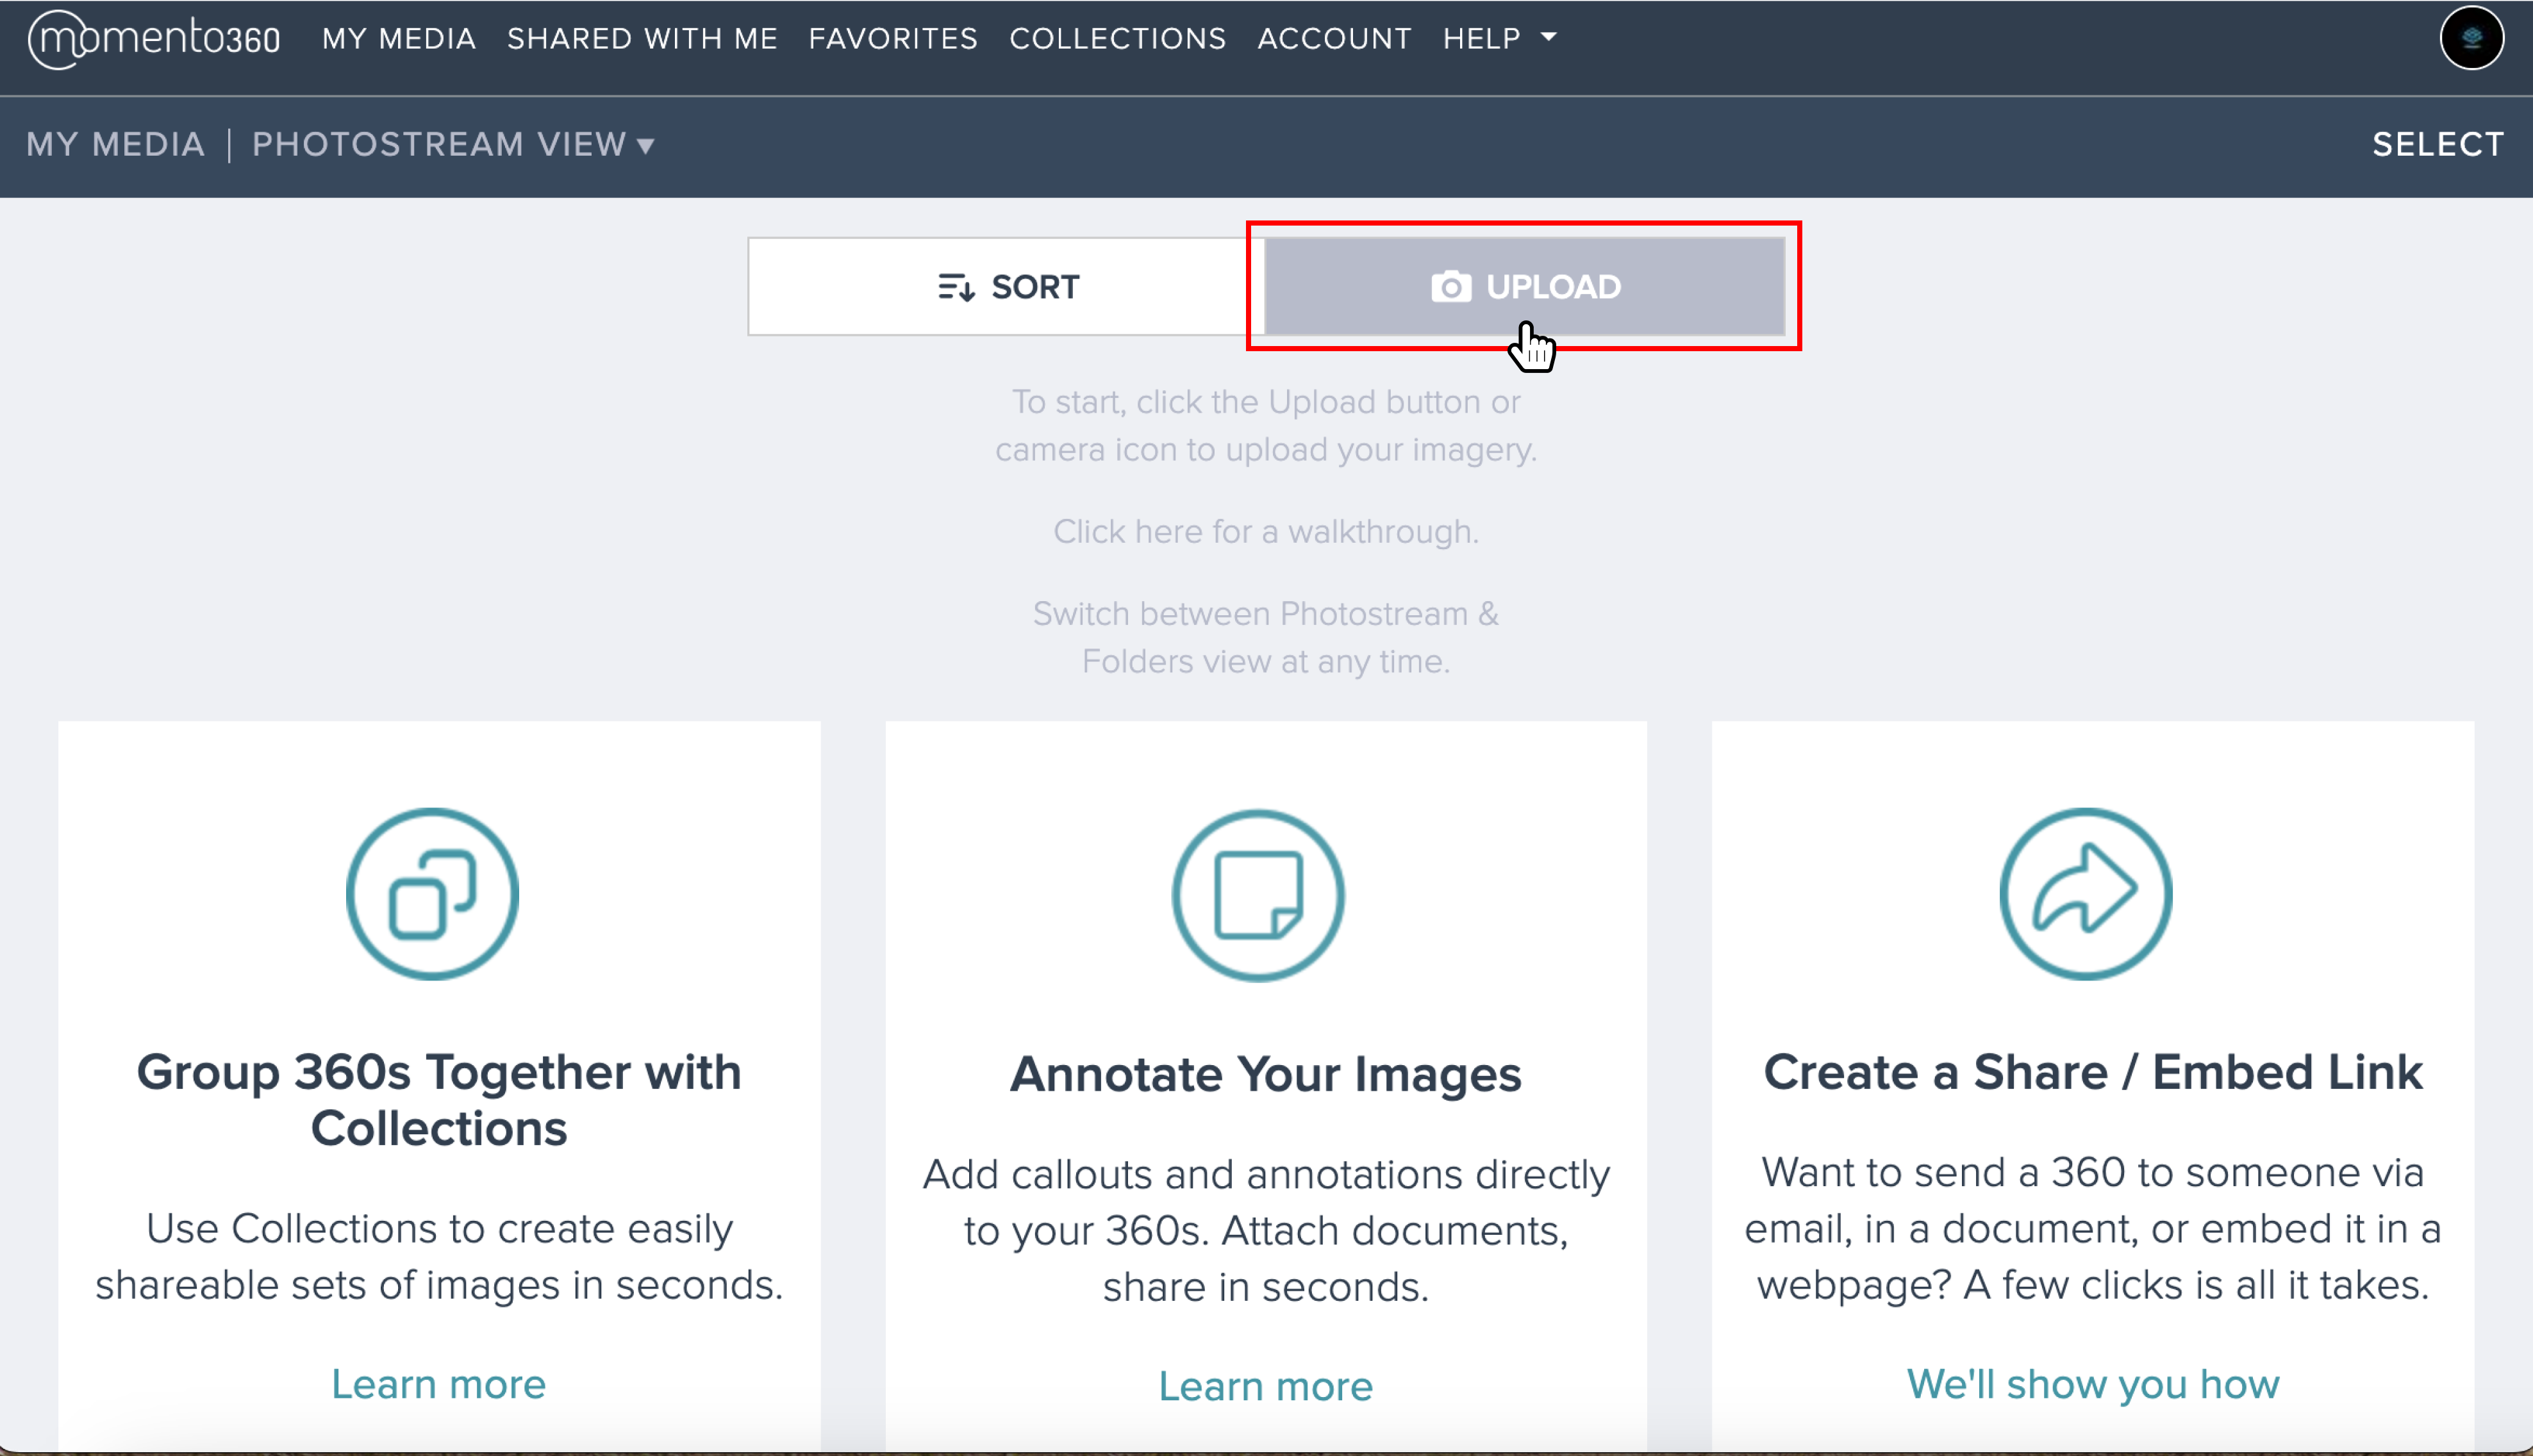 momento360 MY MEDIA SHARED WITH ME FAVORITES COLLECTIONS ACCOUNT HELP
MY MEDIA | PHOTOSTREAM VIEW SELECT
SORT UPLOAD
To start, click the Upload button or
camera icon to upload your imagery.
Click here for a walkthrough.
Switch between Photostream &
Folders view at any time.
Group 360s Together with
Collections
Use Collections to create easily
shareable sets of images in seconds.
Learn more
Annotate Your Images
Add callouts and annotations directly
to your 360s. Attach documents,
share in seconds.
Learn more
Create a Share / Embed Link
Want to send a 360 to someone via
email, in a document, or embed it in a
webpage? A few clicks is all it takes.
We'll show you how